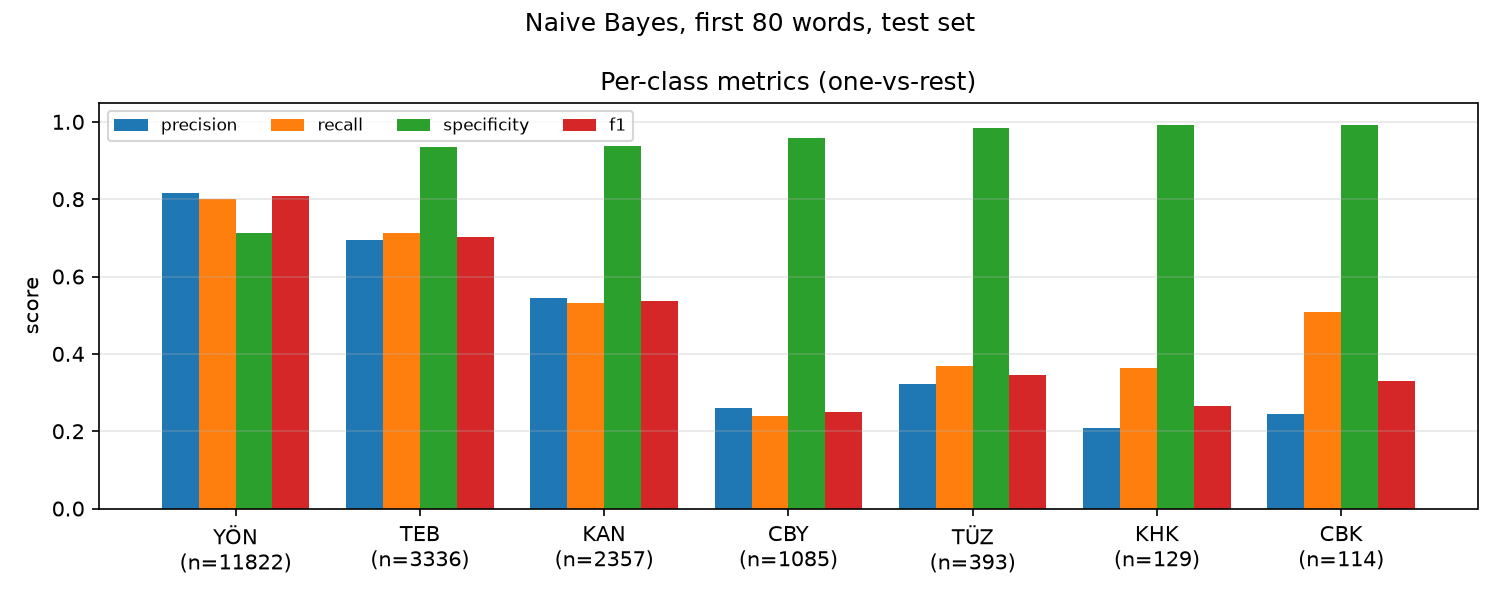 Naive Bayes, first 80 words, test set
Per-class metrics (one-vs-rest)
precision recall specificity f1
score
1.0
0.8
0.6
0.4
0.2
0.0
YÖN TEB KAN CBY TÜZ KHK CBK
(n=11822) (n=3336) (n=2357) (n=1085) (n=393) (n=129) (n=114)